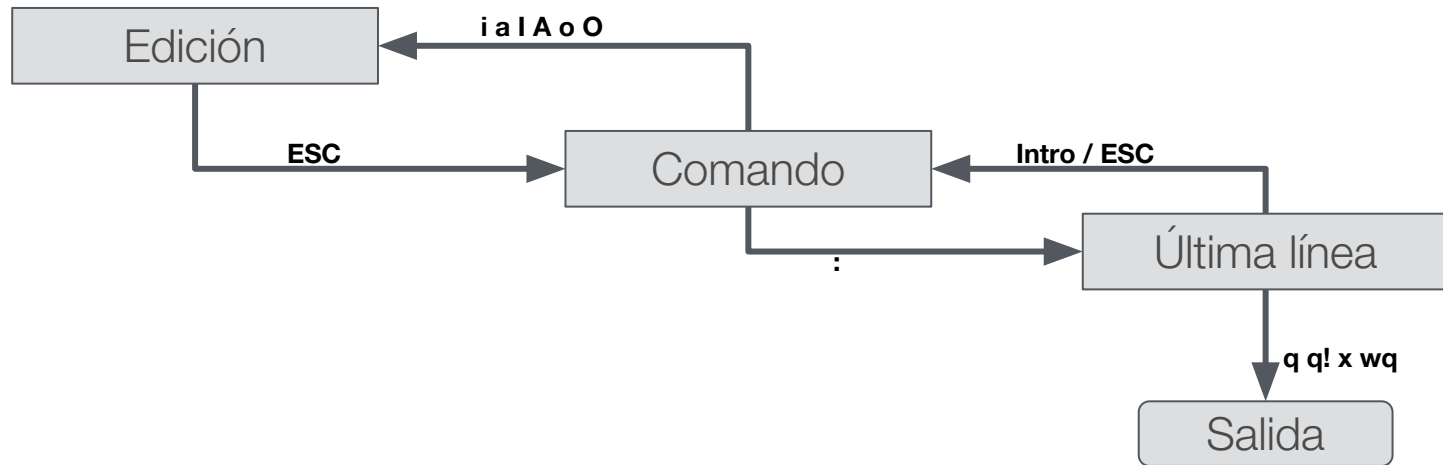 i a I A o O
Edición
ESC
Comando
Intro / ESC
:
Última línea
q q! x wq
Salida